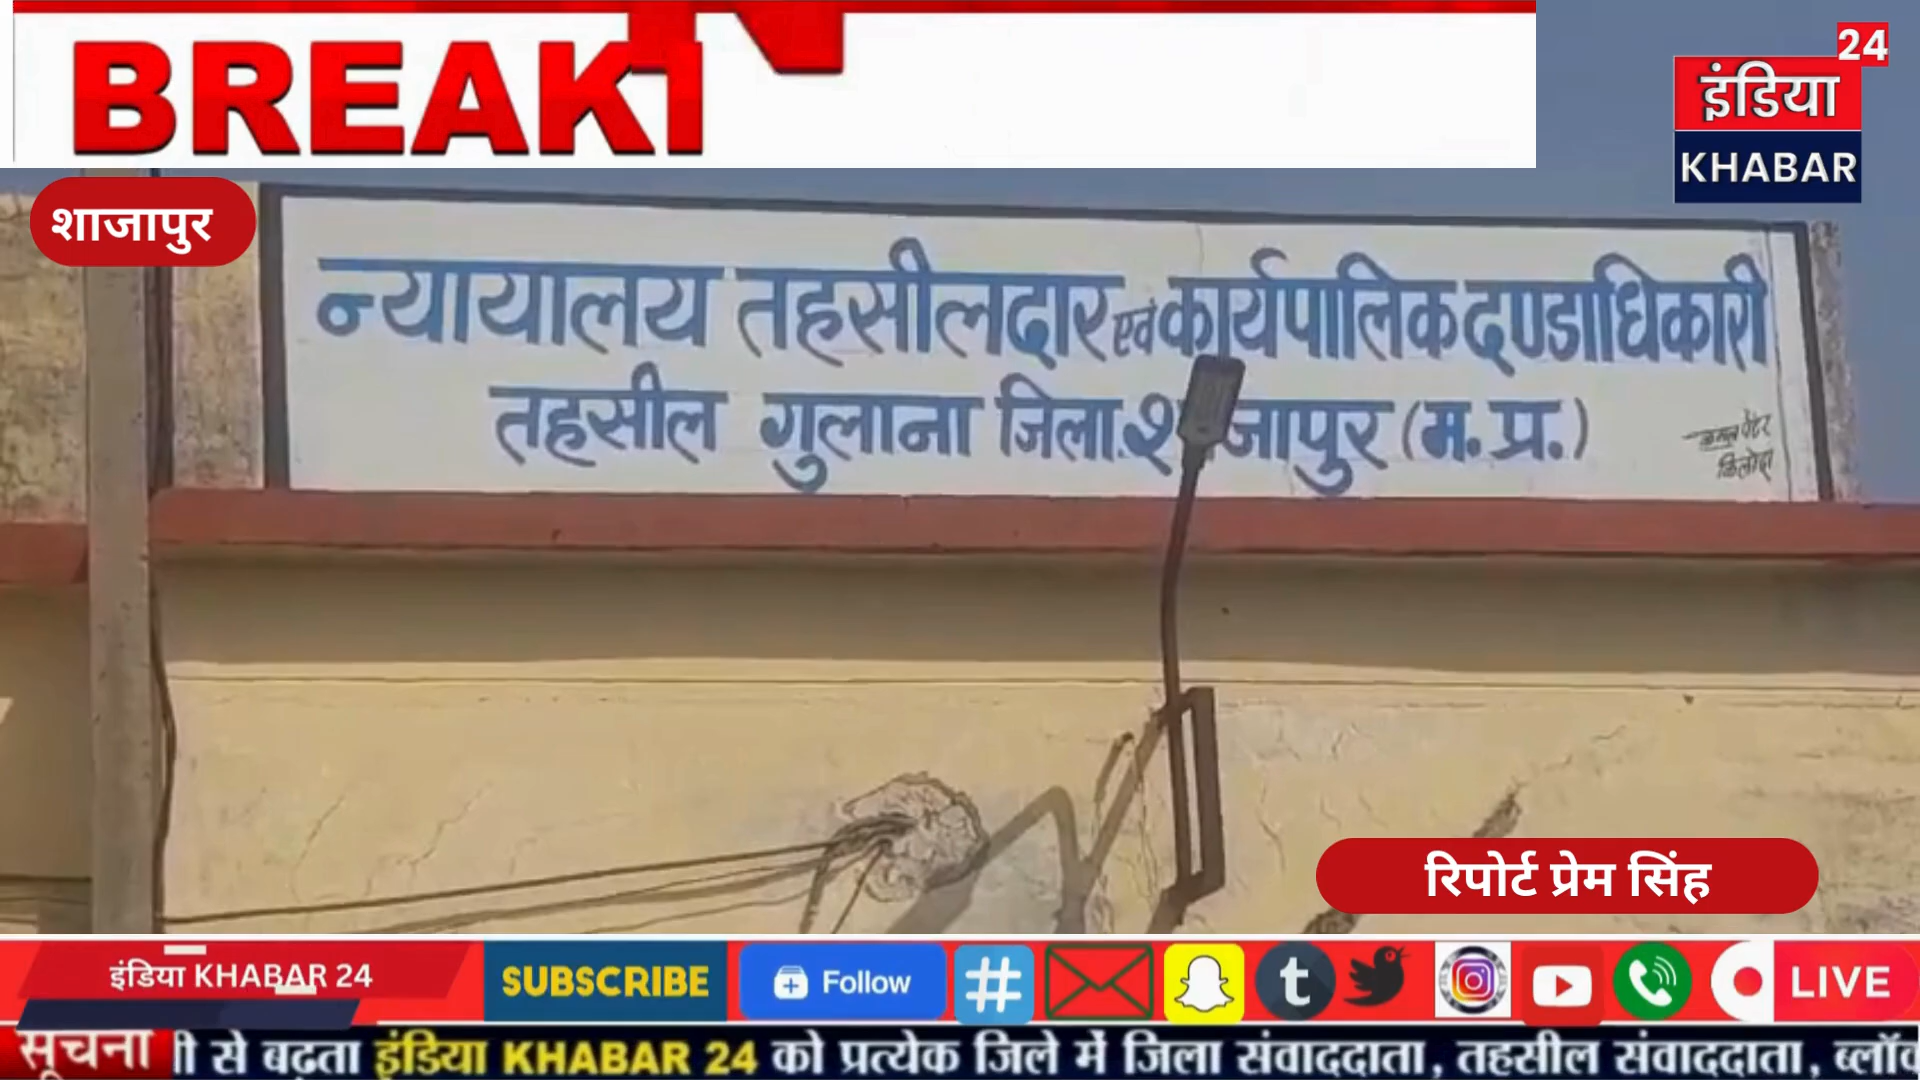 BREAKI
24
इंडिया
KHABAR
शाजापुर
न्यायालय तहसीलदार एवं कार्यपालिक दण्डाधिकारी
तहसील गुलाना जिला.शाजापुर (म.प्र.)
रिपोर्ट प्रेम सिंह
इंडिया KHABAR 24
SUBSCRIBE
Follow
LIVE
सूचना से बढ़ता इंडिया KHABAR 24 को प्रत्येक जिले में जिला संवाददाता, तहसील संवाददाता,